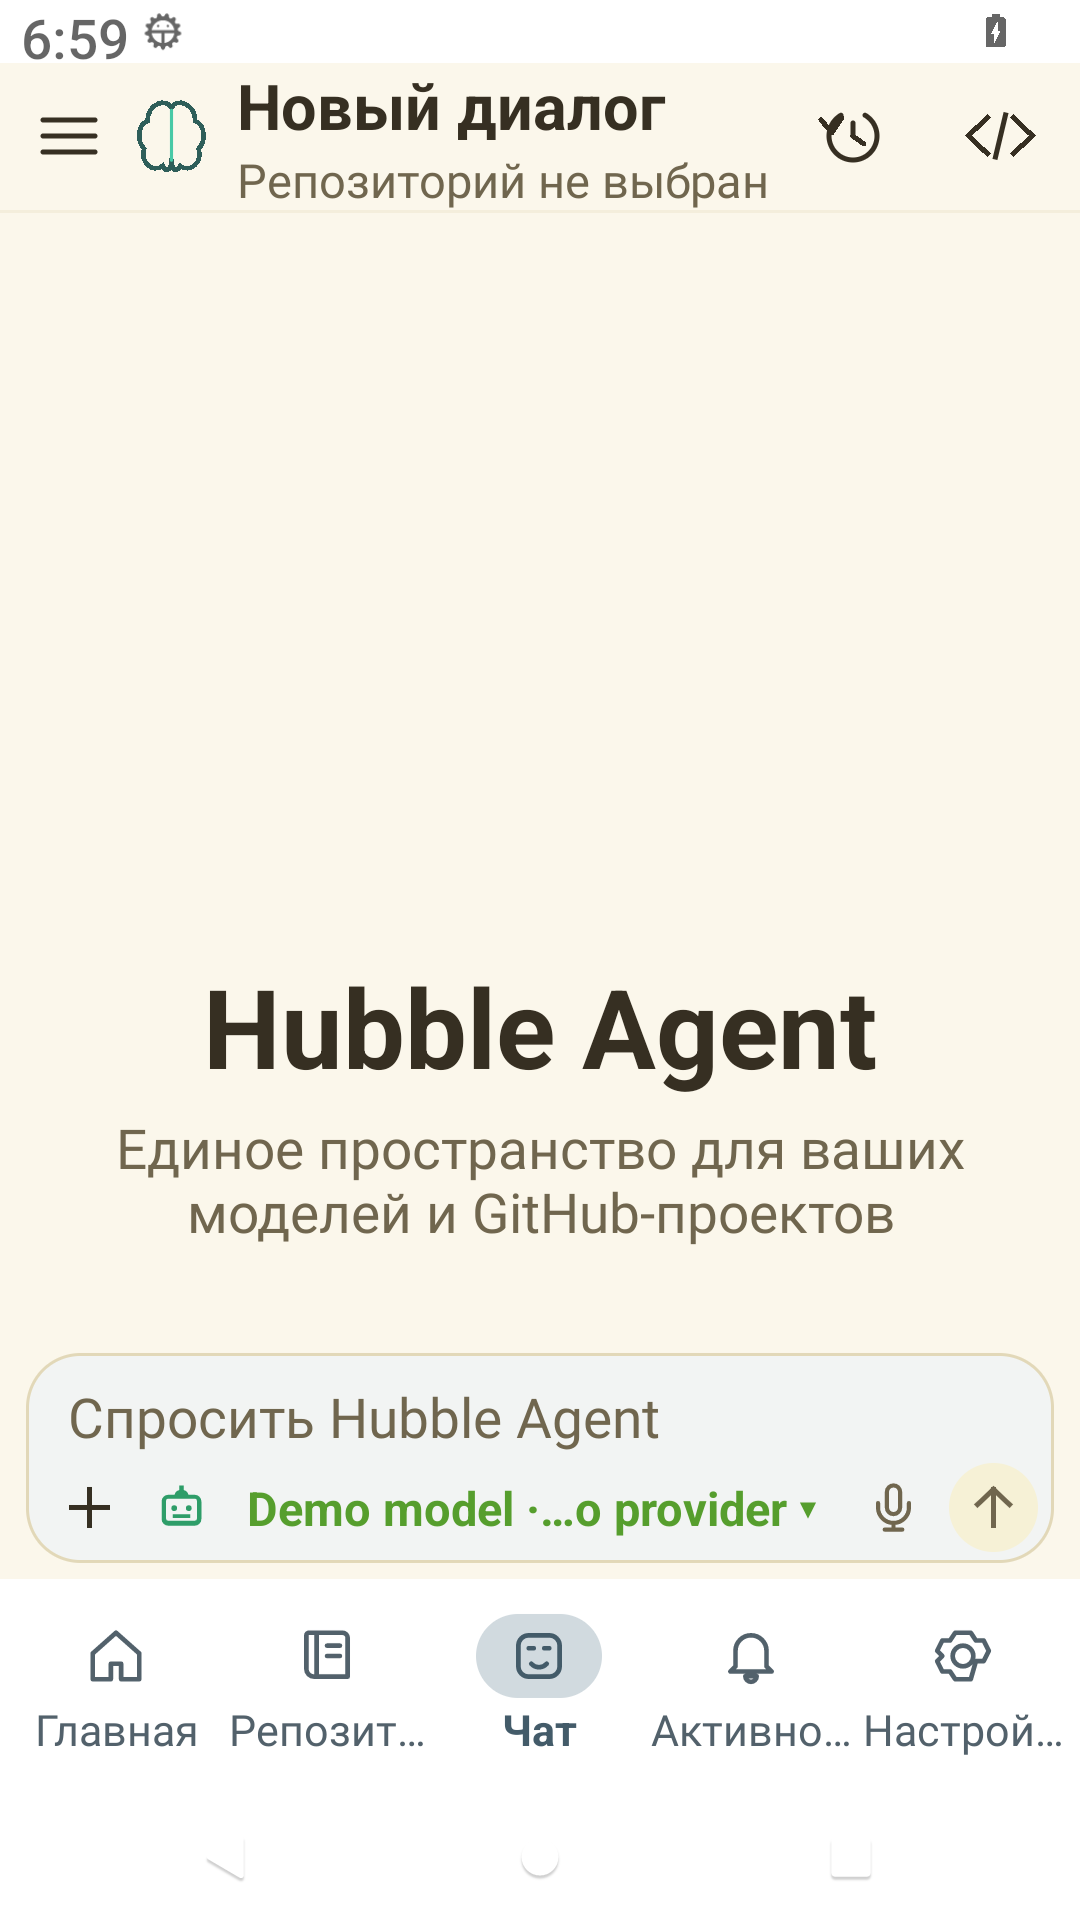 6:59
Новый диалог
Репозиторий не выбран
Hubble Agent
Единое пространство для ваших
моделей и GitHub-проектов
Спросить Hubble Agent
Demo model ·…o provider ▾
Главная
Репозит…
Чат
Активно…
Настрой…